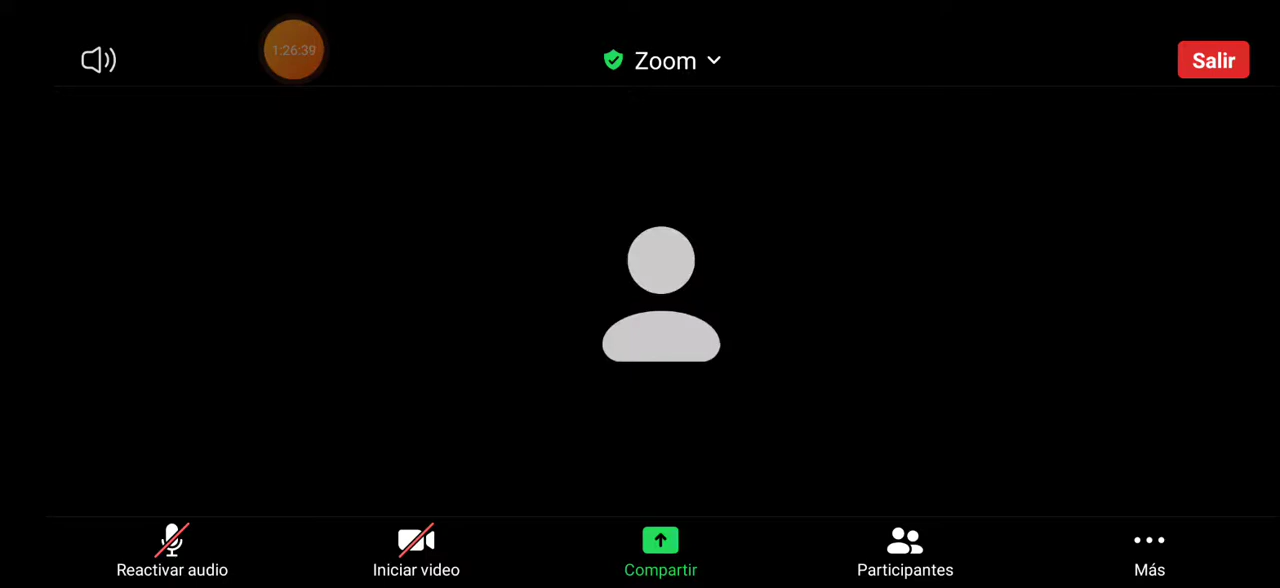 1:26:39
Zoom
Salir
Reactivar audio
Iniciar video
Compartir
Participantes
Más